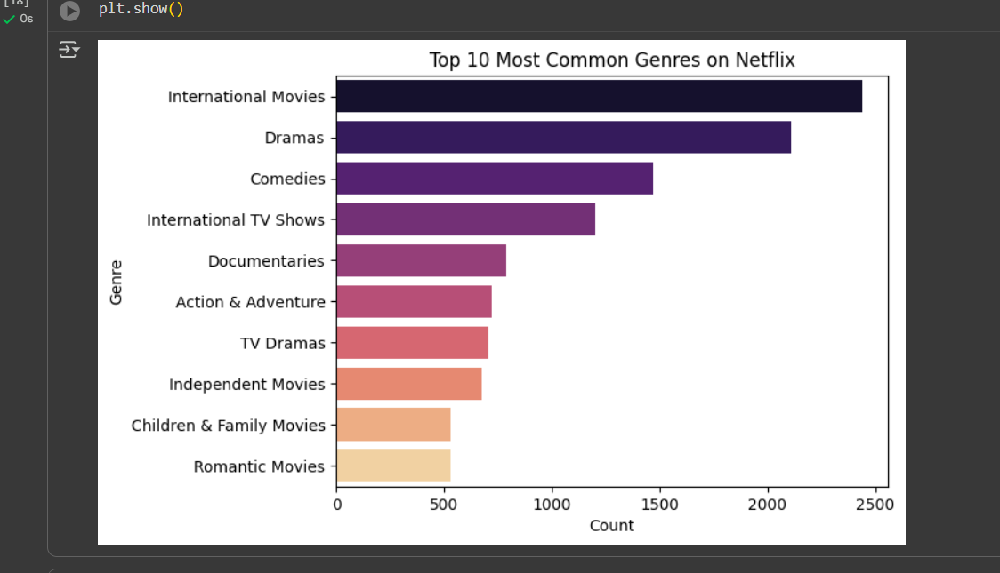 [18]
0s
plt.show()
Top 10 Most Common Genres on Netflix
International Movies
Dramas
Comedies
International TV Shows
Documentaries
Action & Adventure
TV Dramas
Independent Movies
Children & Family Movies
Romantic Movies
Genre
0 500 1000 1500 2000 2500
Count